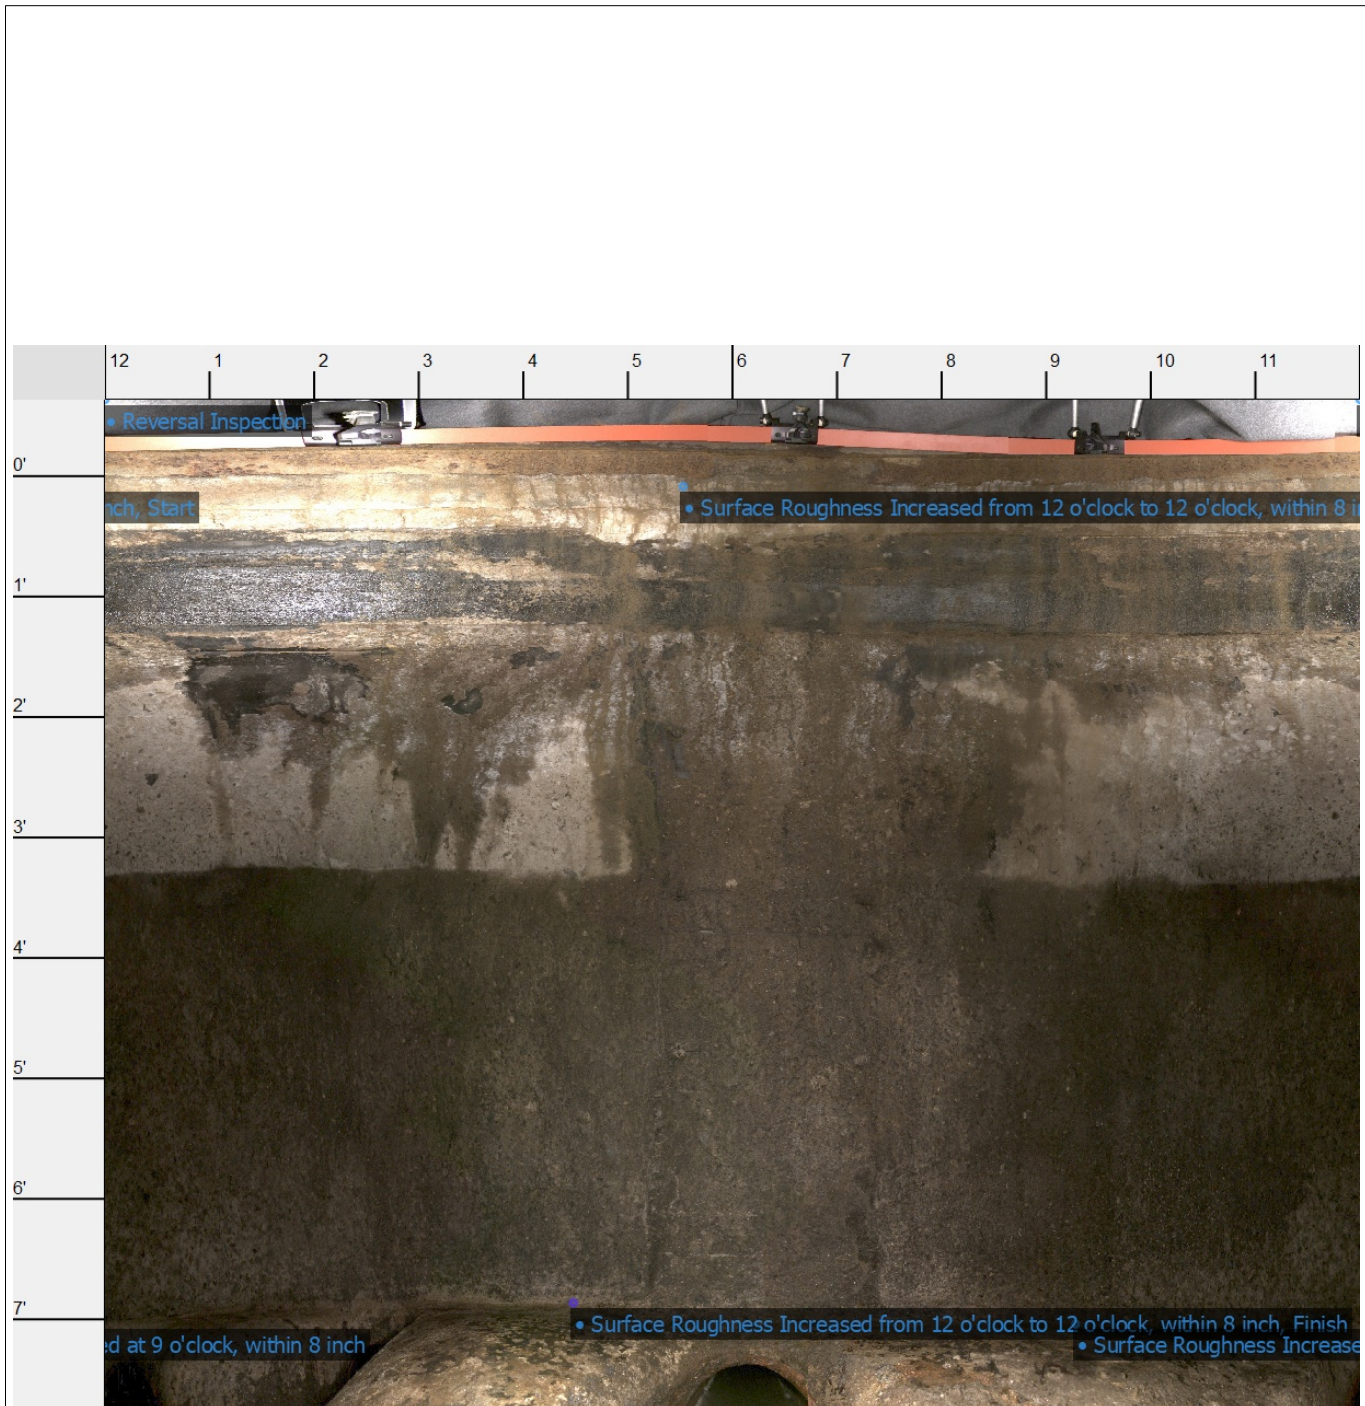 12 1 2 3 4 5 6 7 8 9 10 11
• Reversal Inspection
0'
nch, Start
• Surface Roughness Increased from 12 o'clock to 12 o'clock, within 8 i
1'
2'
3'
4'
5'
6'
7'
• Surface Roughness Increased from 12 o'clock to 12 o'clock, within 8 inch, Finish
ed at 9 o'clock, within 8 inch
• Surface Roughness Increase